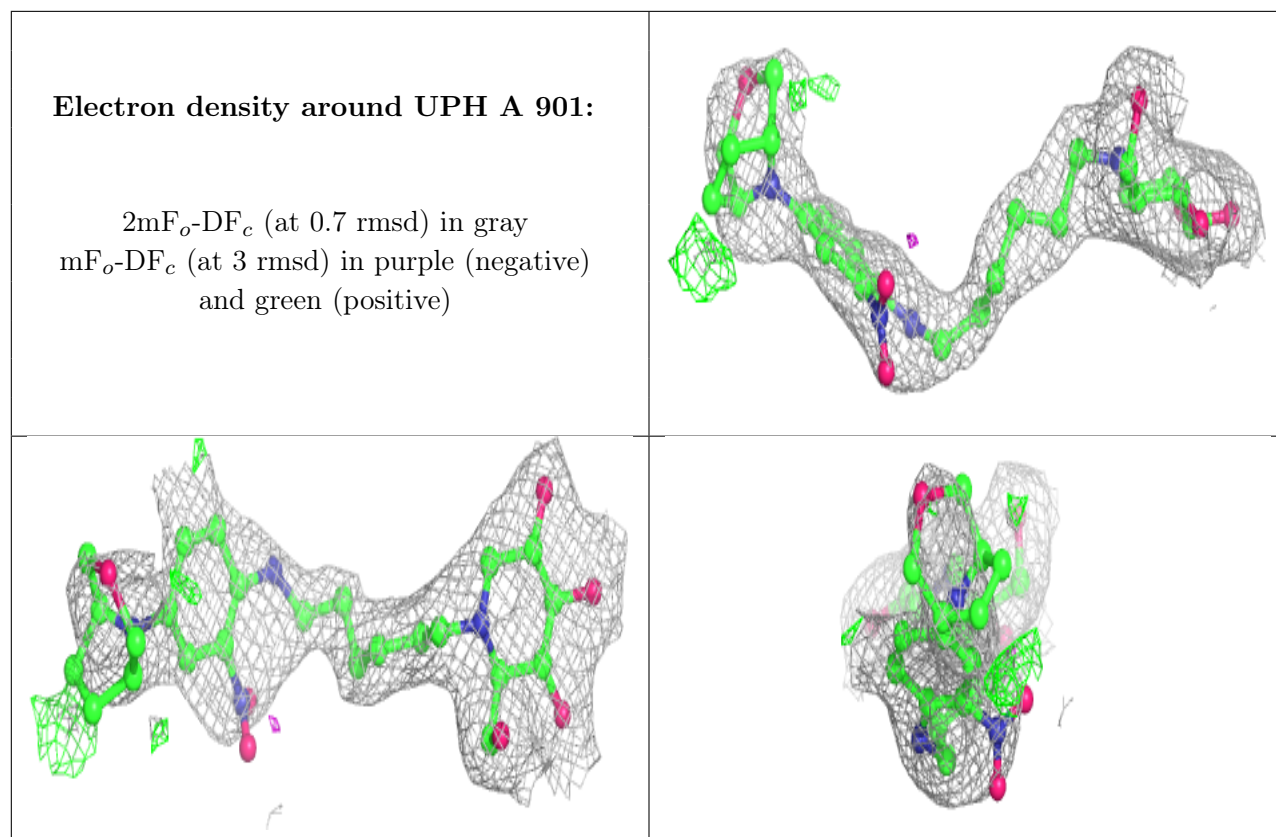 Electron density around UPH A 901:
2mFo-DFc (at 0.7 rmsd) in gray
mFo-DFc (at 3 rmsd) in purple (negative)
and green (positive)